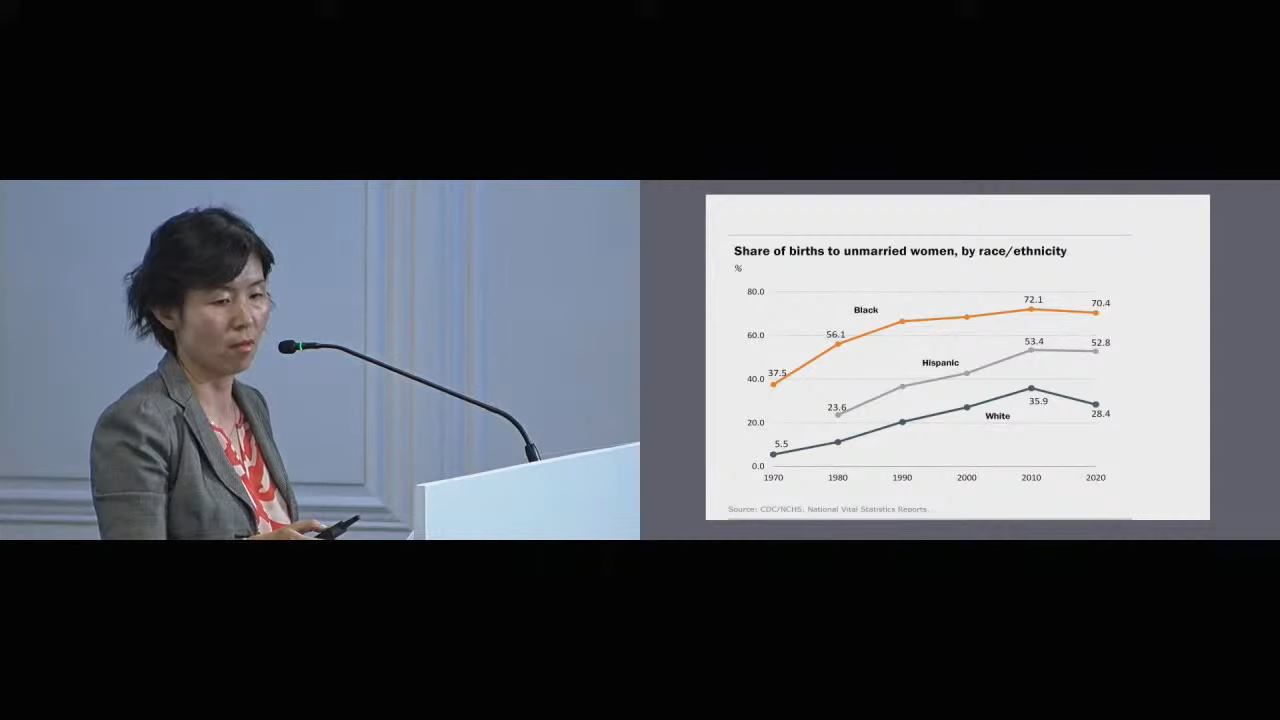 Share of births to unmarried women, by race/ethnicity
%
80.0
60.0
40.0
20.0
0.0
Black
Hispanic
White
37.5
56.1
72.1
70.4
23.6
53.4
52.8
5.5
35.9
28.4
1970 1980 1990 2000 2010 2020
Source: CDC/NCHS, National Vital Statistics Reports.